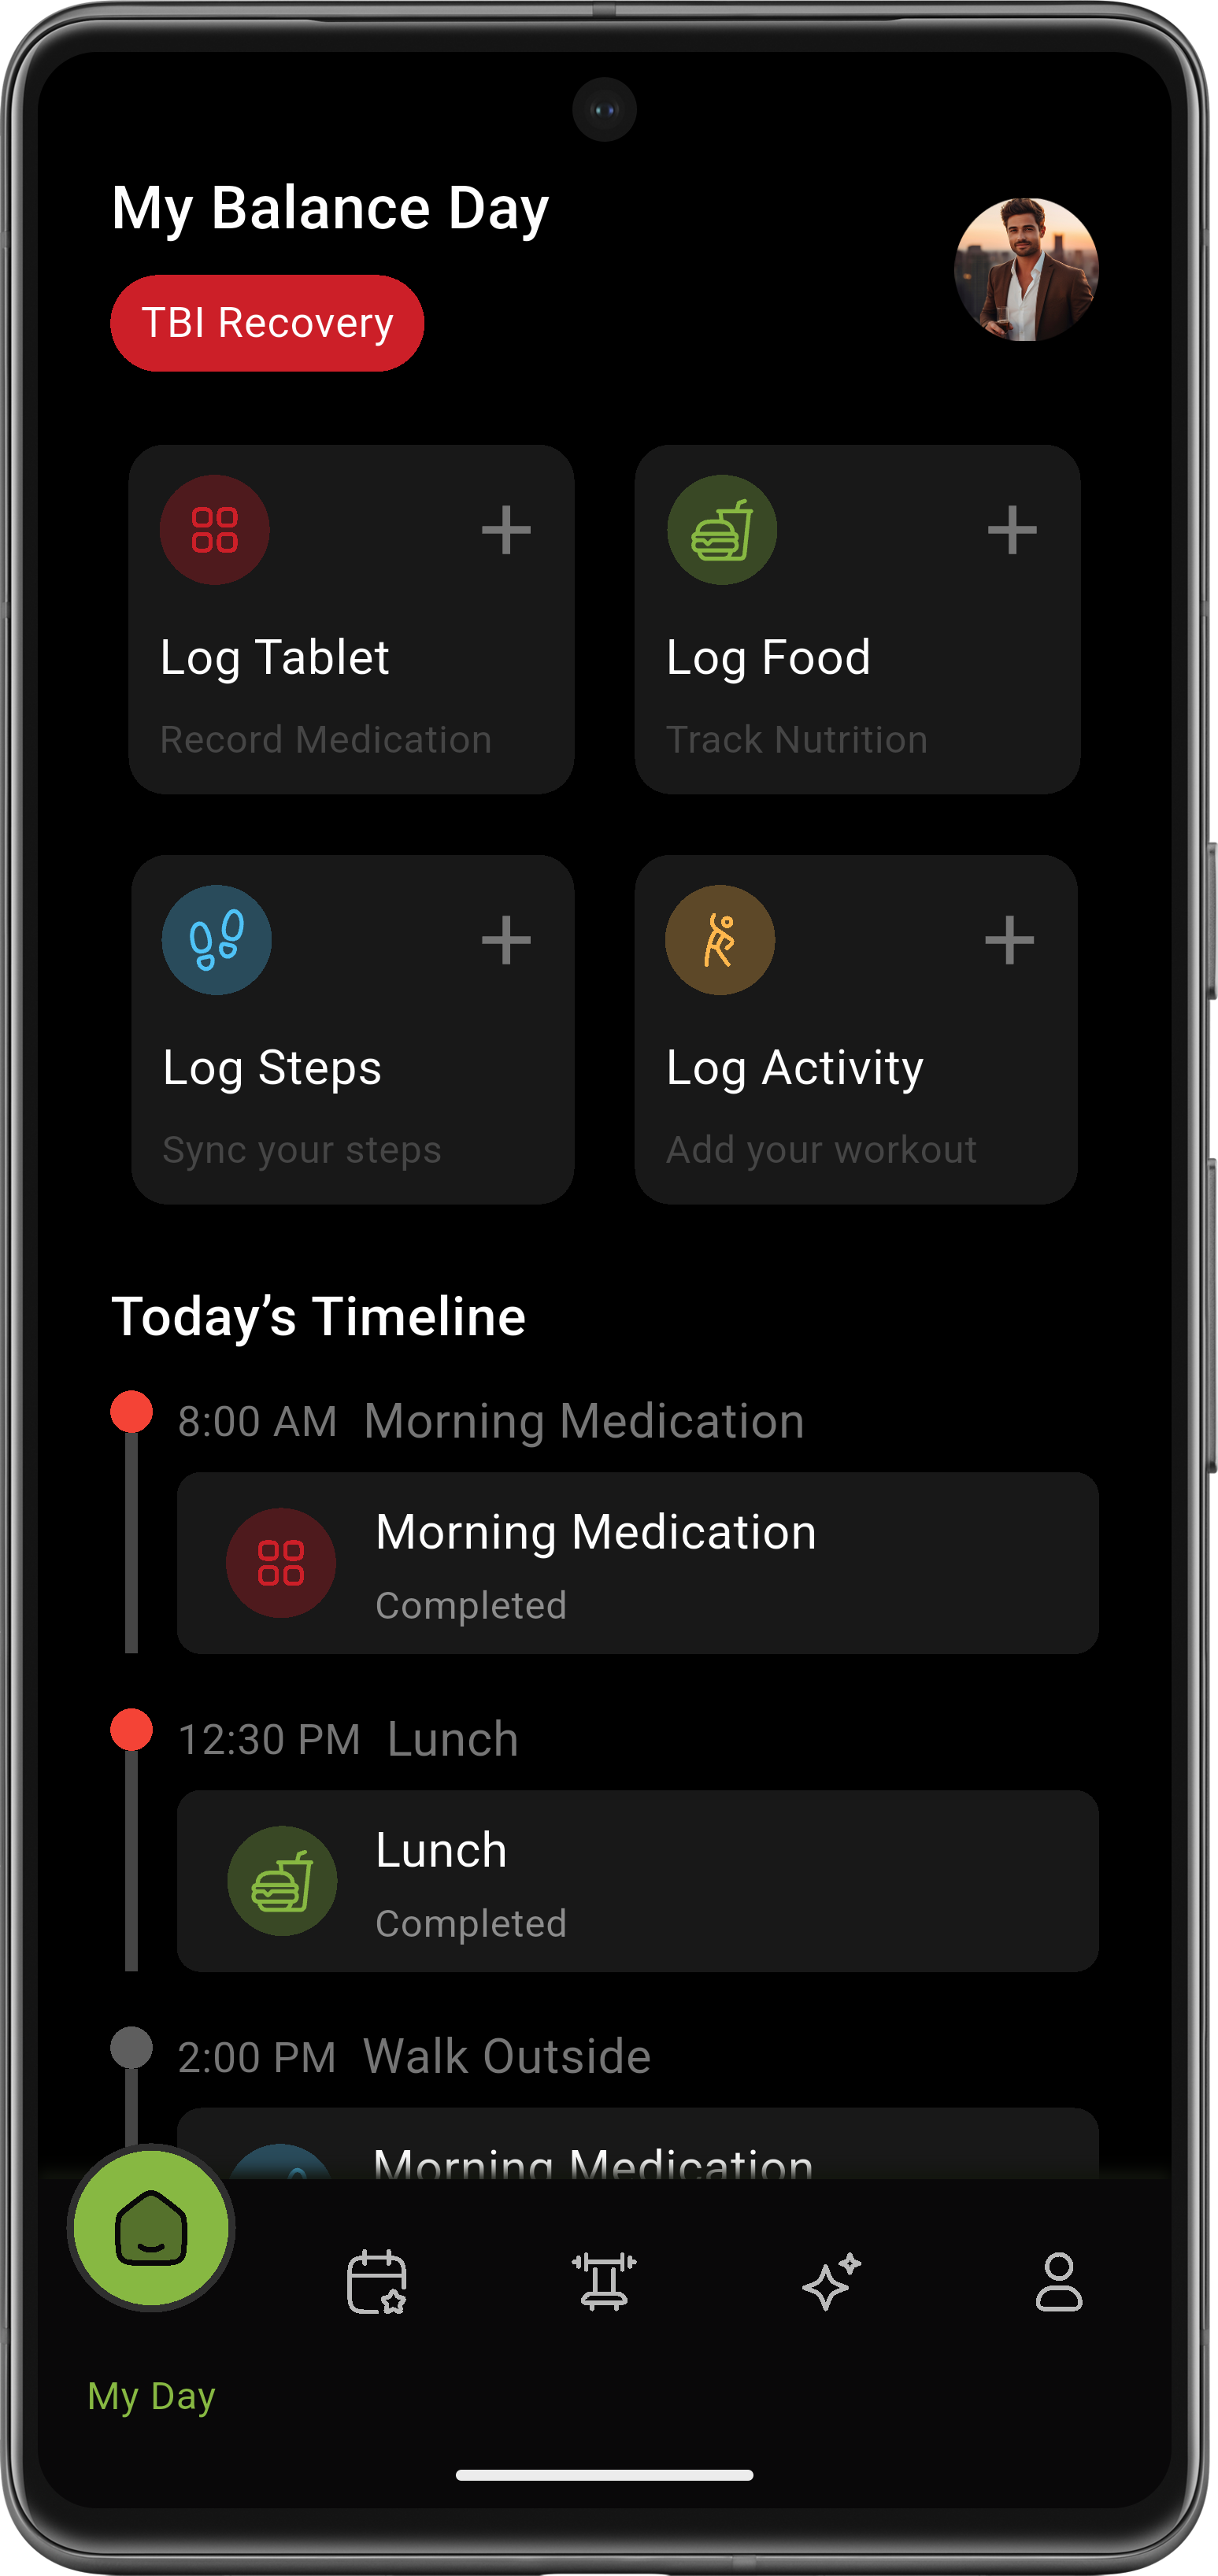 My Balance Day
TBI Recovery
Log Tablet
Record Medication
Log Food
Track Nutrition
Log Steps
Sync your steps
Log Activity
Add your workout
Today’s Timeline
8:00 AM Morning Medication
Morning Medication
Completed
12:30 PM Lunch
Lunch
Completed
2:00 PM Walk Outside
Morning Medication
My Day